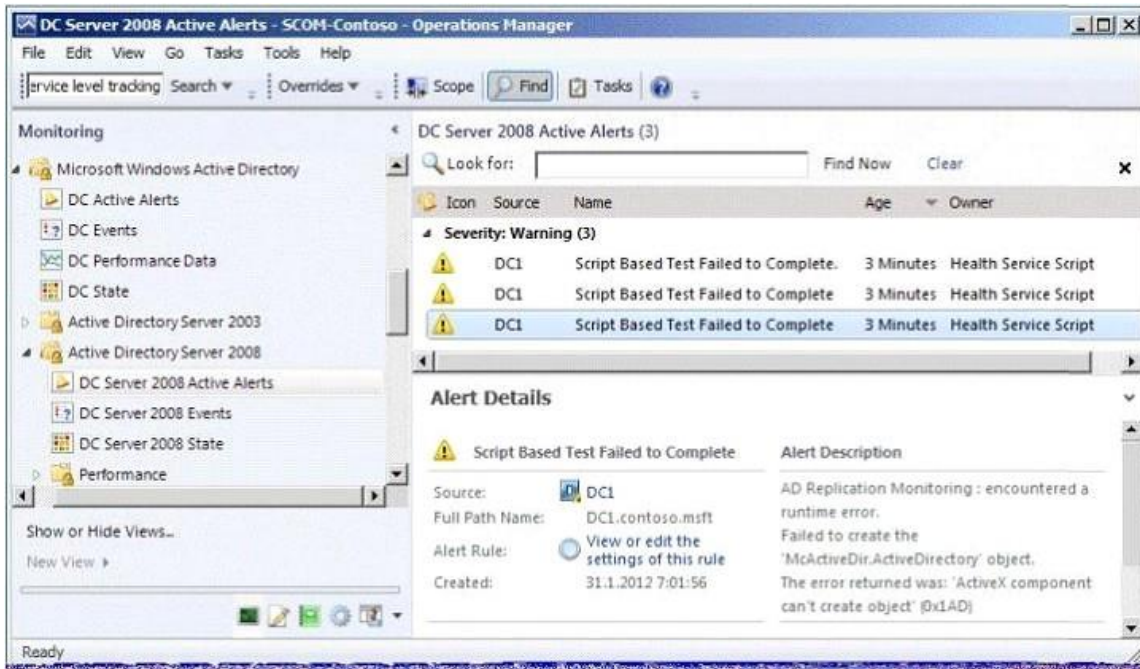 DC Server 2008 Active Alerts - SCOM-Contoso - Operations Manager
File Edit View Go Tasks Tools Help
ervice level tracking Search Overrides Scope Find Tasks
Monitoring
Microsoft Windows Active Directory
DC Active Alerts
DC Events
DC Performance Data
DC State
Active Directory Server 2003
Active Directory Server 2008
DC Server 2008 Active Alerts
DC Server 2008 Events
DC Server 2008 State
Performance
Show or Hide Views...
New View
DC Server 2008 Active Alerts (3)
Look for: Find Now Clear
Icon Source Name Age Owner
Severity: Warning (3)
DC1 Script Based Test Failed to Complete. 3 Minutes Health Service Script
DC1 Script Based Test Failed to Complete 3 Minutes Health Service Script
DC1 Script Based Test Failed to Complete 3 Minutes Health Service Script
Alert Details
Script Based Test Failed to Complete
Source: DC1
Full Path Name: DC1.contoso.msft
Alert Rule: View or edit the
settings of this rule
Created: 31.1.2012 7:01:56
Alert Description
AD Replication Monitoring : encountered a
runtime error.
Failed to create the
'McActiveDir.ActiveDirectory' object.
The error returned was: 'ActiveX component
can't create object' (0x1AD)
Ready